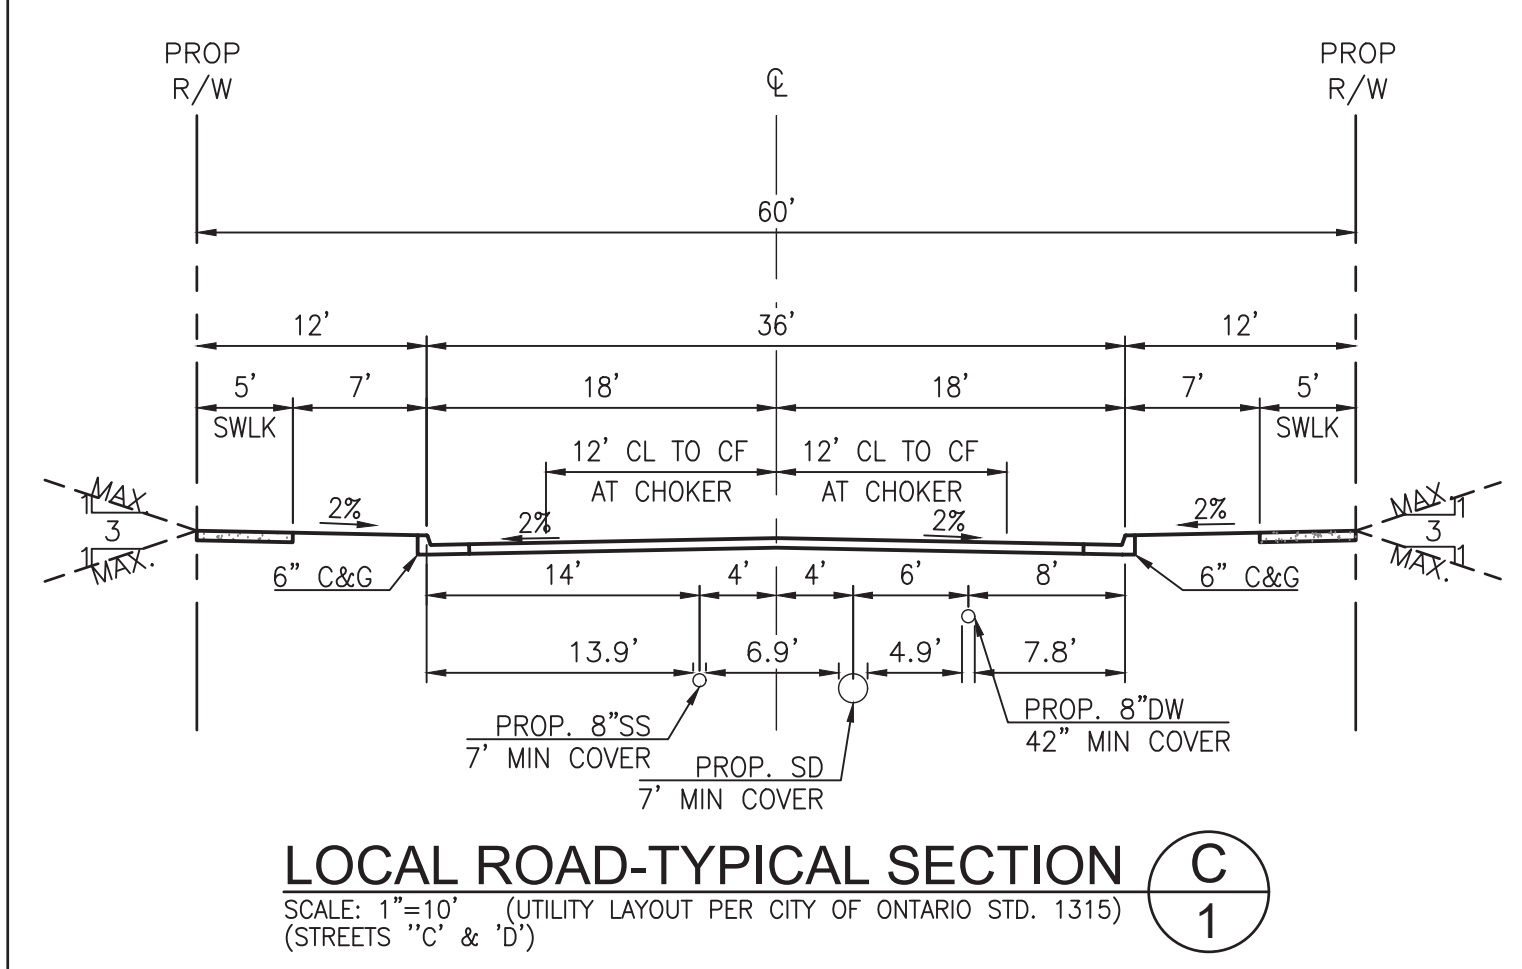 PROP
R/W
℄
PROP
R/W
60'
12'
36'
12'
5'
7'
18'
18'
7'
5'
SWLK
SWLK
12' CL TO CF
AT CHOKER
12' CL TO CF
AT CHOKER
MAX.
1
3
1
MAX.
2%
2%
2%
2%
MAX.
1
3
1
MAX.
6" C&G
14'
4'
4'
6'
8'
6" C&G
13.9'
6.9'
4.9'
7.8'
PROP. 8"SS
7' MIN COVER
PROP. SD
7' MIN COVER
PROP. 8"DW
42" MIN COVER
LOCAL ROAD-TYPICAL SECTION
C
1
SCALE: 1"=10' (UTILITY LAYOUT PER CITY OF ONTARIO STD. 1315)
(STREETS ''C' & 'D')